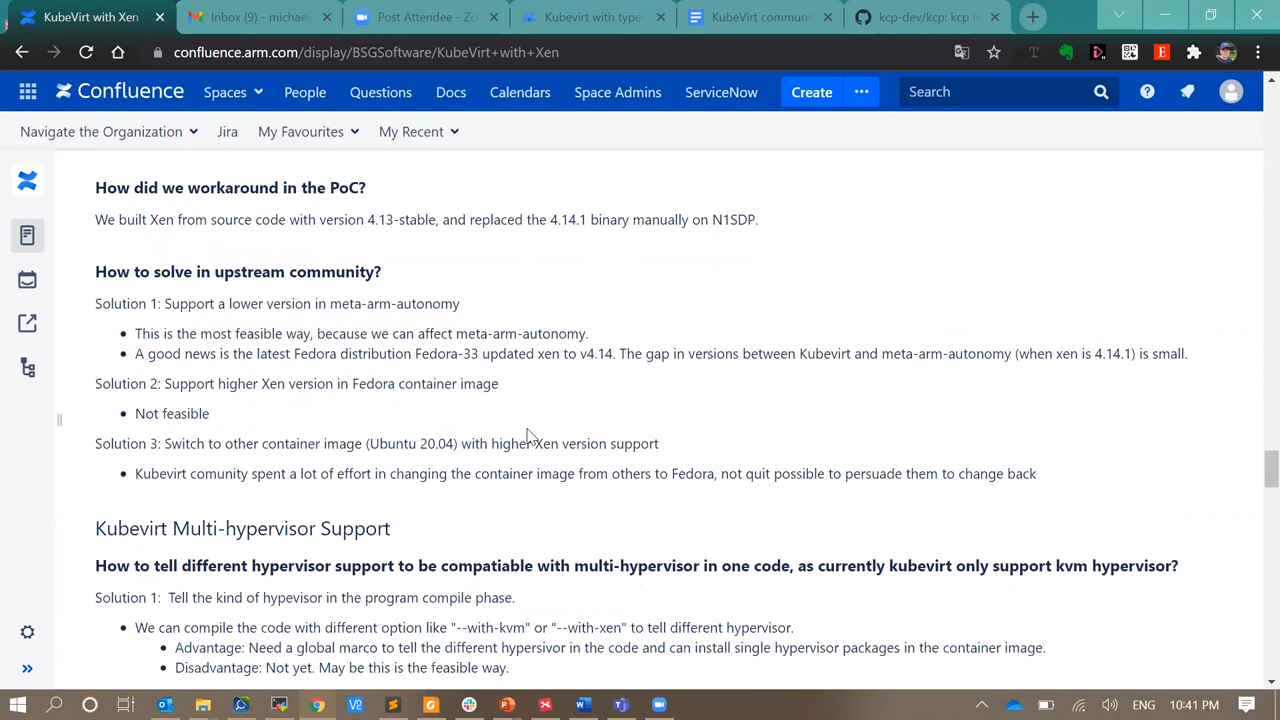 KubeVirt with Xen -
Inbox (9) - michae
Post Attendee - Zo
Kubevirt with type-
KubeVirt commun
kcp-dev/kcp: kcp is
confluence.arm.com/display/BSGSoftware/KubeVirt+with+Xen
Confluence
Spaces
People
Questions
Docs
Calendars
Space Admins
ServiceNow
Create
Search
Navigate the Organization
Jira
My Favourites
My Recent
How did we workaround in the PoC?
We built Xen from source code with version 4.13-stable, and replaced the 4.14.1 binary manually on N1SDP.
How to solve in upstream community?
Solution 1: Support a lower version in meta-arm-autonomy
• This is the most feasible way, because we can affect meta-arm-autonomy.
• A good news is the latest Fedora distribution Fedora-33 updated xen to v4.14. The gap in versions between Kubevirt and meta-arm-autonomy (when xen is 4.14.1) is small.
Solution 2: Support higher Xen version in Fedora container image
• Not feasible
Solution 3: Switch to other container image (Ubuntu 20.04) with higher Xen version support
• Kubevirt comunity spent a lot of effort in changing the container image from others to Fedora, not quit possible to persuade them to change back
Kubevirt Multi-hypervisor Support
How to tell different hypervisor support to be compatiable with multi-hypervisor in one code, as currently kubevirt only support kvm hypervisor?
Solution 1: Tell the kind of hypevisor in the program compile phase.
• We can compile the code with different option like "--with-kvm" or "--with-xen" to tell different hypervisor.
• Advantage: Need a global marco to tell the different hypersivor in the code and can install single hypervisor packages in the container image.
• Disadvantage: Not yet. May be this is the feasible way.
ENG
10:41 PM